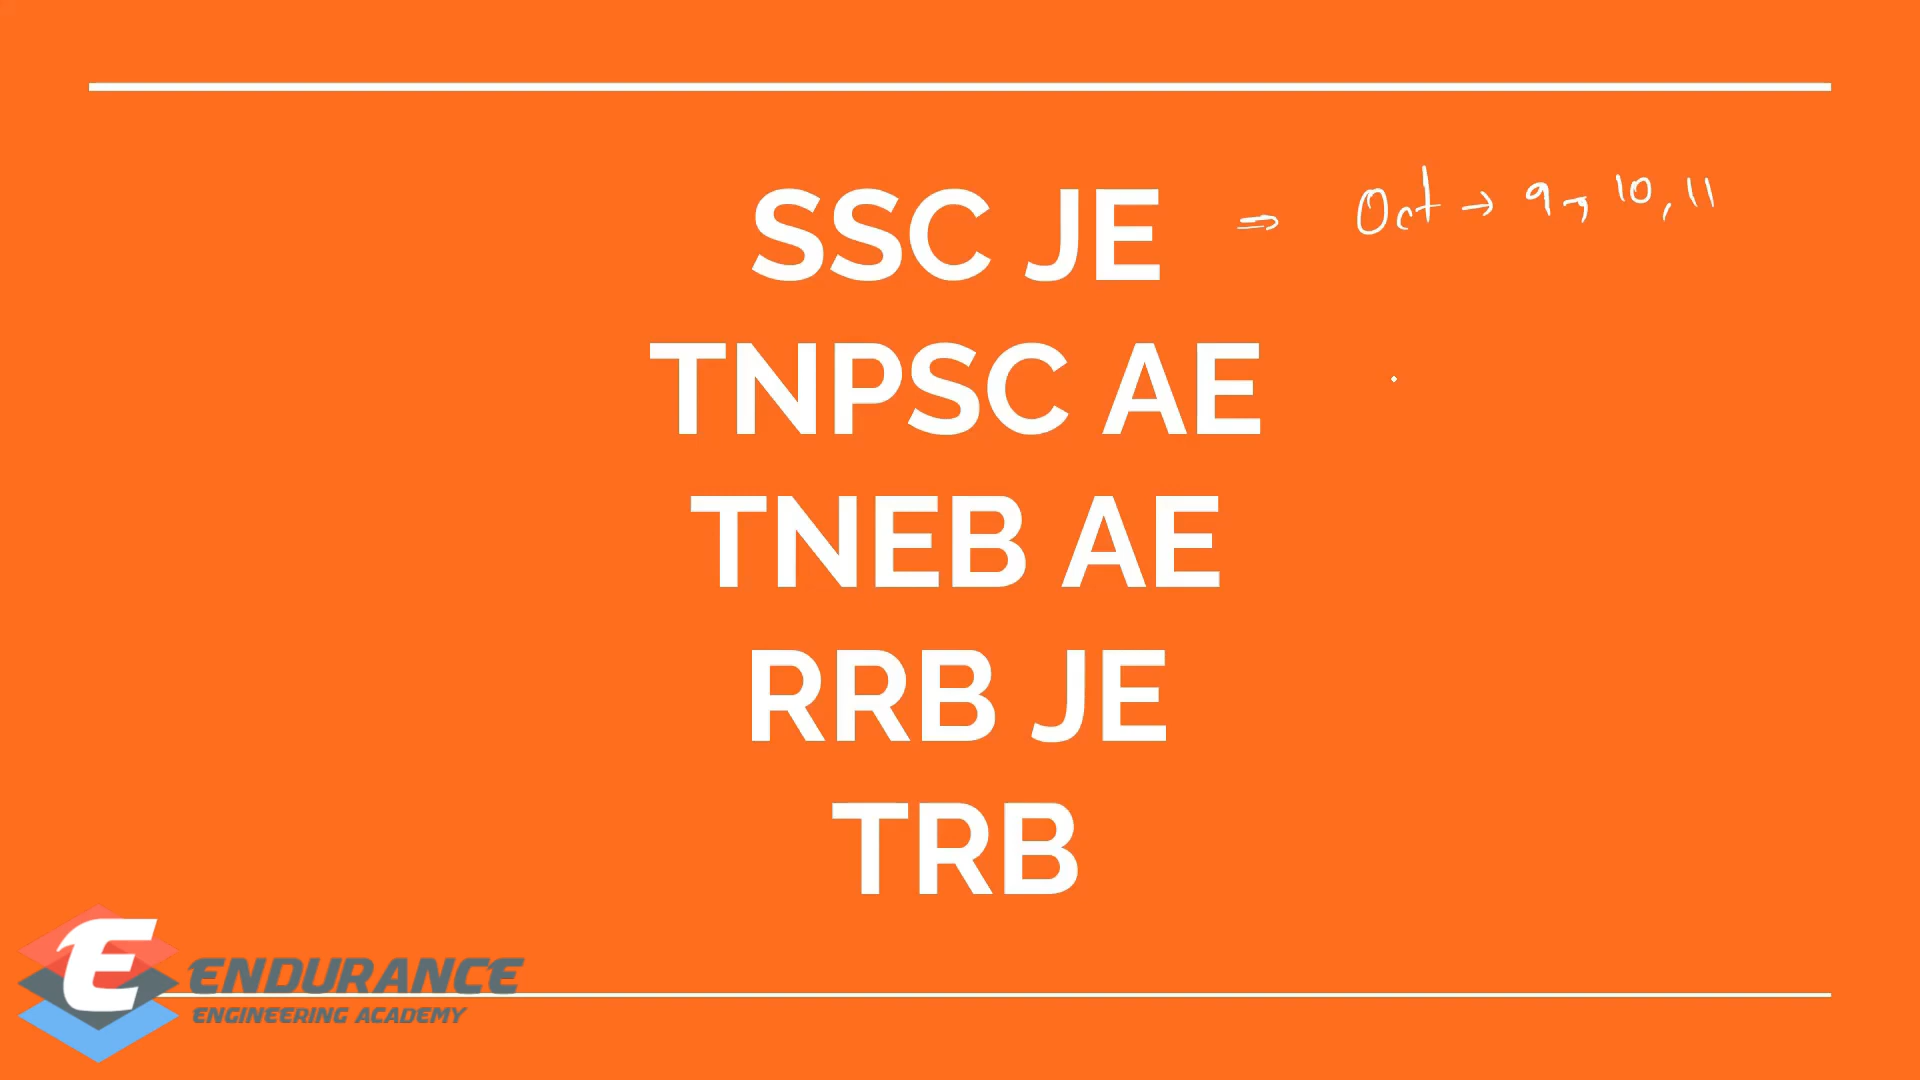 SSC JE ⇒ Oct → 9, 10, 11
TNPSC AE
TNEB AE
RRB JE
TRB
E ENDURANCE
ENGINEERING ACADEMY